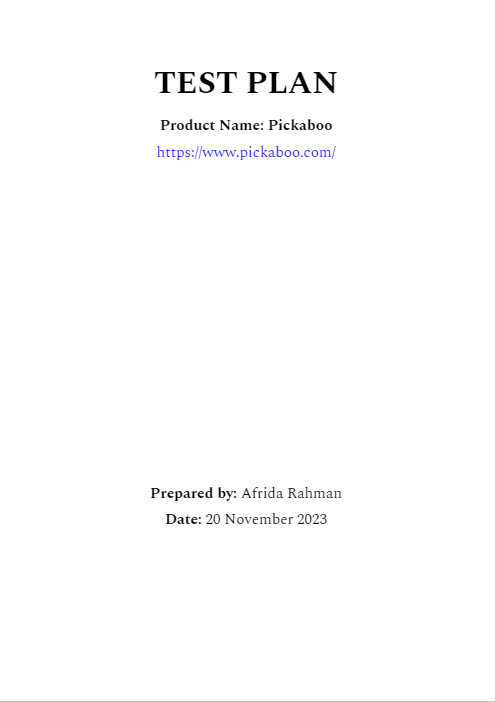 TEST PLAN
Product Name: Pickaboo
https://www.pickaboo.com/
Prepared by: Afrida Rahman
Date: 20 November 2023